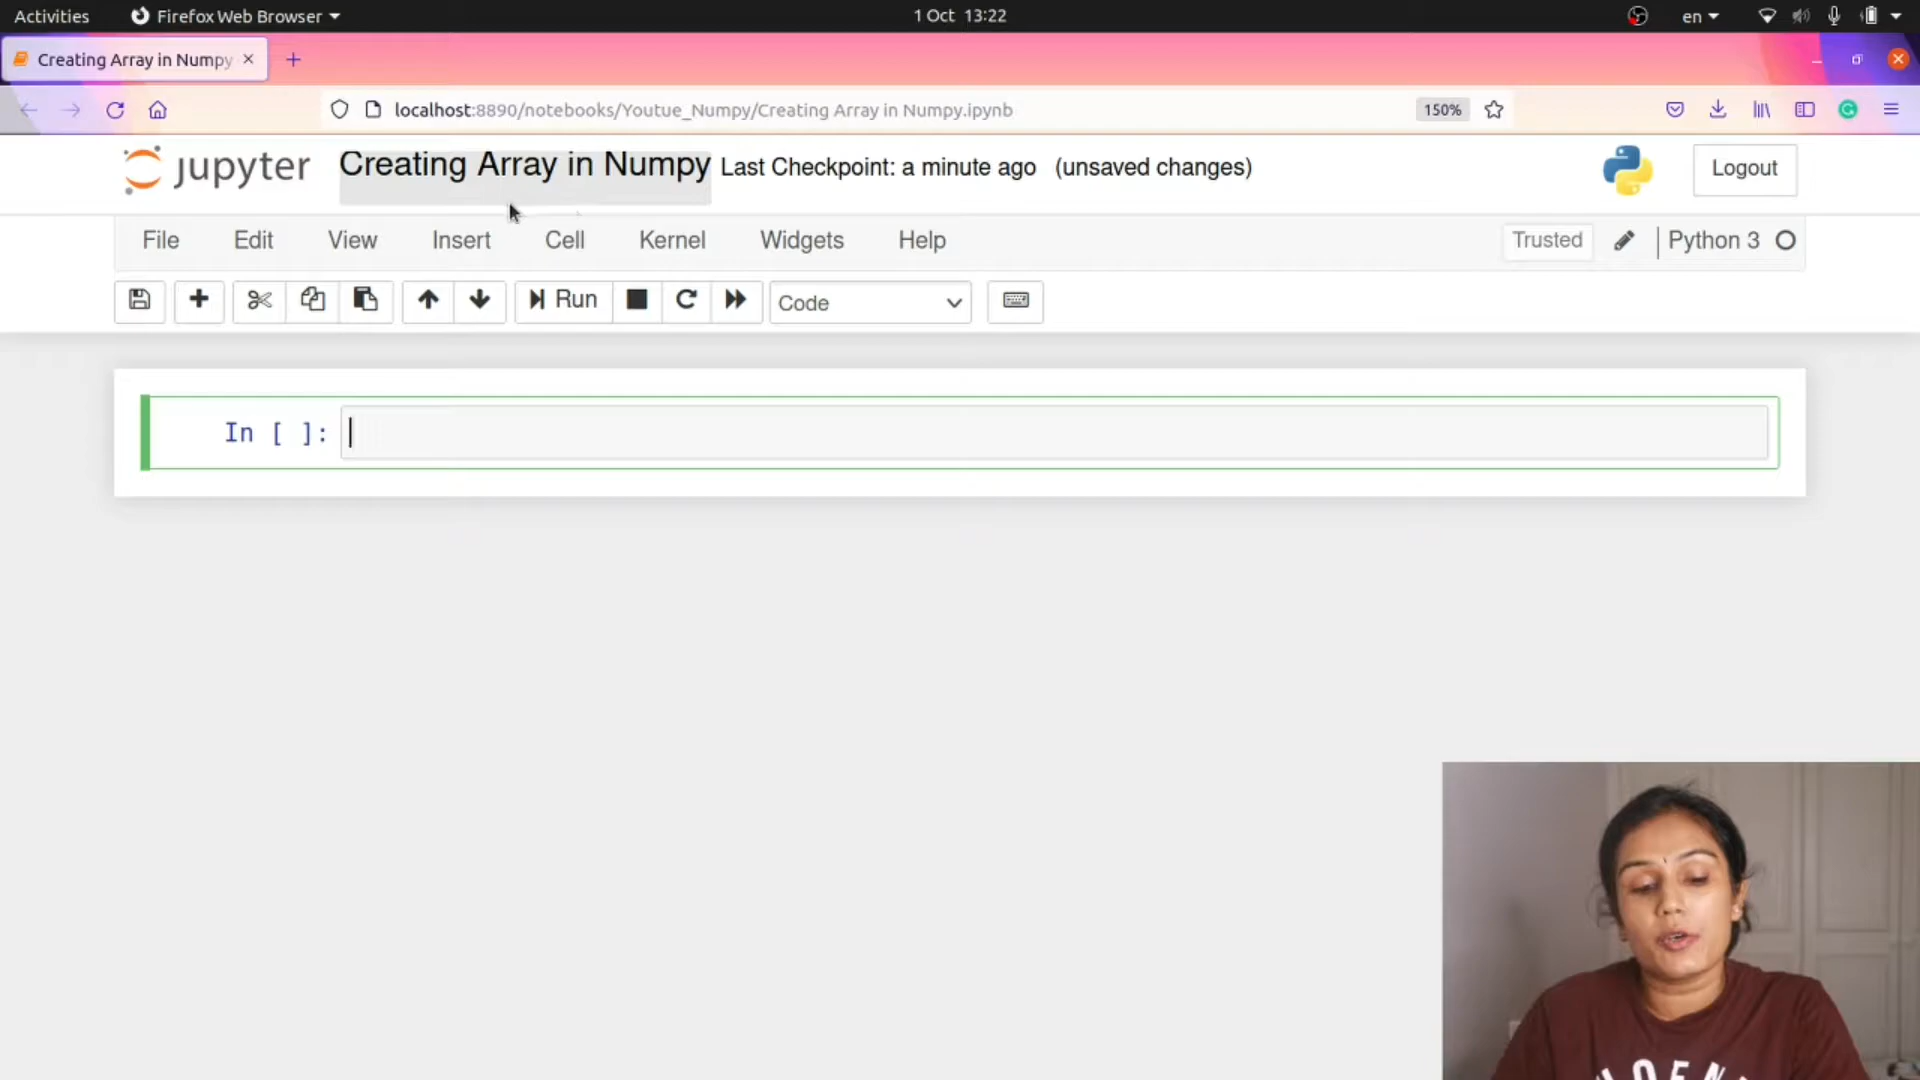 Activities Firefox Web Browser 1 Oct 13:22 en
Creating Array in Numpy
localhost:8890/notebooks/Youtue_Numpy/Creating Array in Numpy.ipynb 150%
jupyter Creating Array in Numpy Last Checkpoint: a minute ago (unsaved changes) Logout
File Edit View Insert Cell Kernel Widgets Help Trusted Python 3
Run Code
In [ ]: